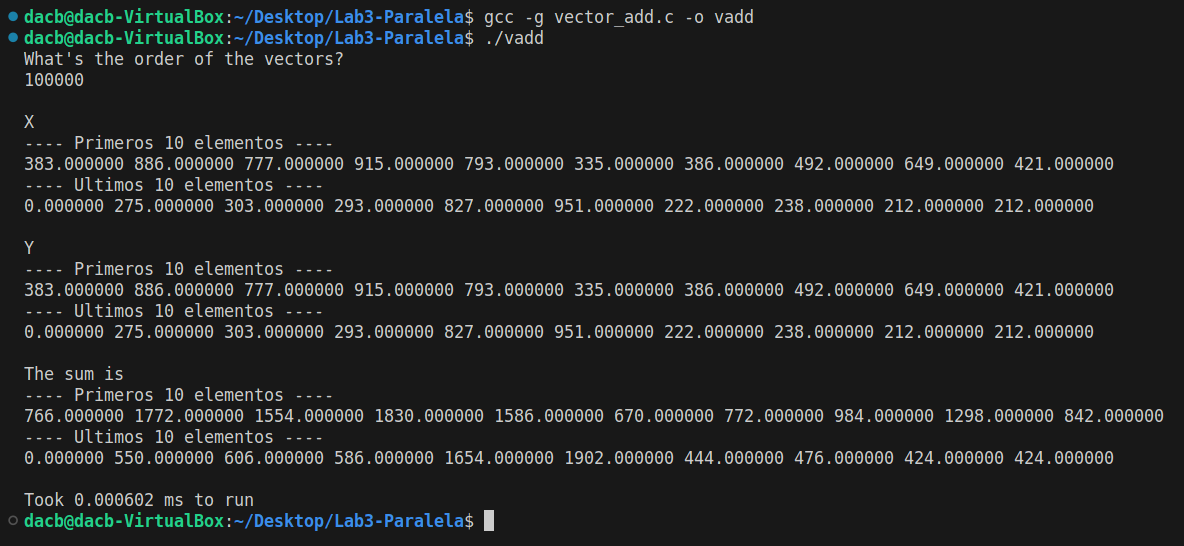 dacb@dacb-VirtualBox:~/Desktop/Lab3-Paralela$ gcc -g vector_add.c -o vadd
dacb@dacb-VirtualBox:~/Desktop/Lab3-Paralela$ ./vadd
What's the order of the vectors?
100000
X
---- Primeros 10 elementos ----
383.000000 886.000000 777.000000 915.000000 793.000000 335.000000 386.000000 492.000000 649.000000 421.000000
---- Ultimos 10 elementos ----
0.000000 275.000000 303.000000 293.000000 827.000000 951.000000 222.000000 238.000000 212.000000 212.000000
Y
---- Primeros 10 elementos ----
383.000000 886.000000 777.000000 915.000000 793.000000 335.000000 386.000000 492.000000 649.000000 421.000000
---- Ultimos 10 elementos ----
0.000000 275.000000 303.000000 293.000000 827.000000 951.000000 222.000000 238.000000 212.000000 212.000000
The sum is
---- Primeros 10 elementos ----
766.000000 1772.000000 1554.000000 1830.000000 1586.000000 670.000000 772.000000 984.000000 1298.000000 842.000000
---- Ultimos 10 elementos ----
0.000000 550.000000 606.000000 586.000000 1654.000000 1902.000000 444.000000 476.000000 424.000000 424.000000
Took 0.000602 ms to run
dacb@dacb-VirtualBox:~/Desktop/Lab3-Paralela$